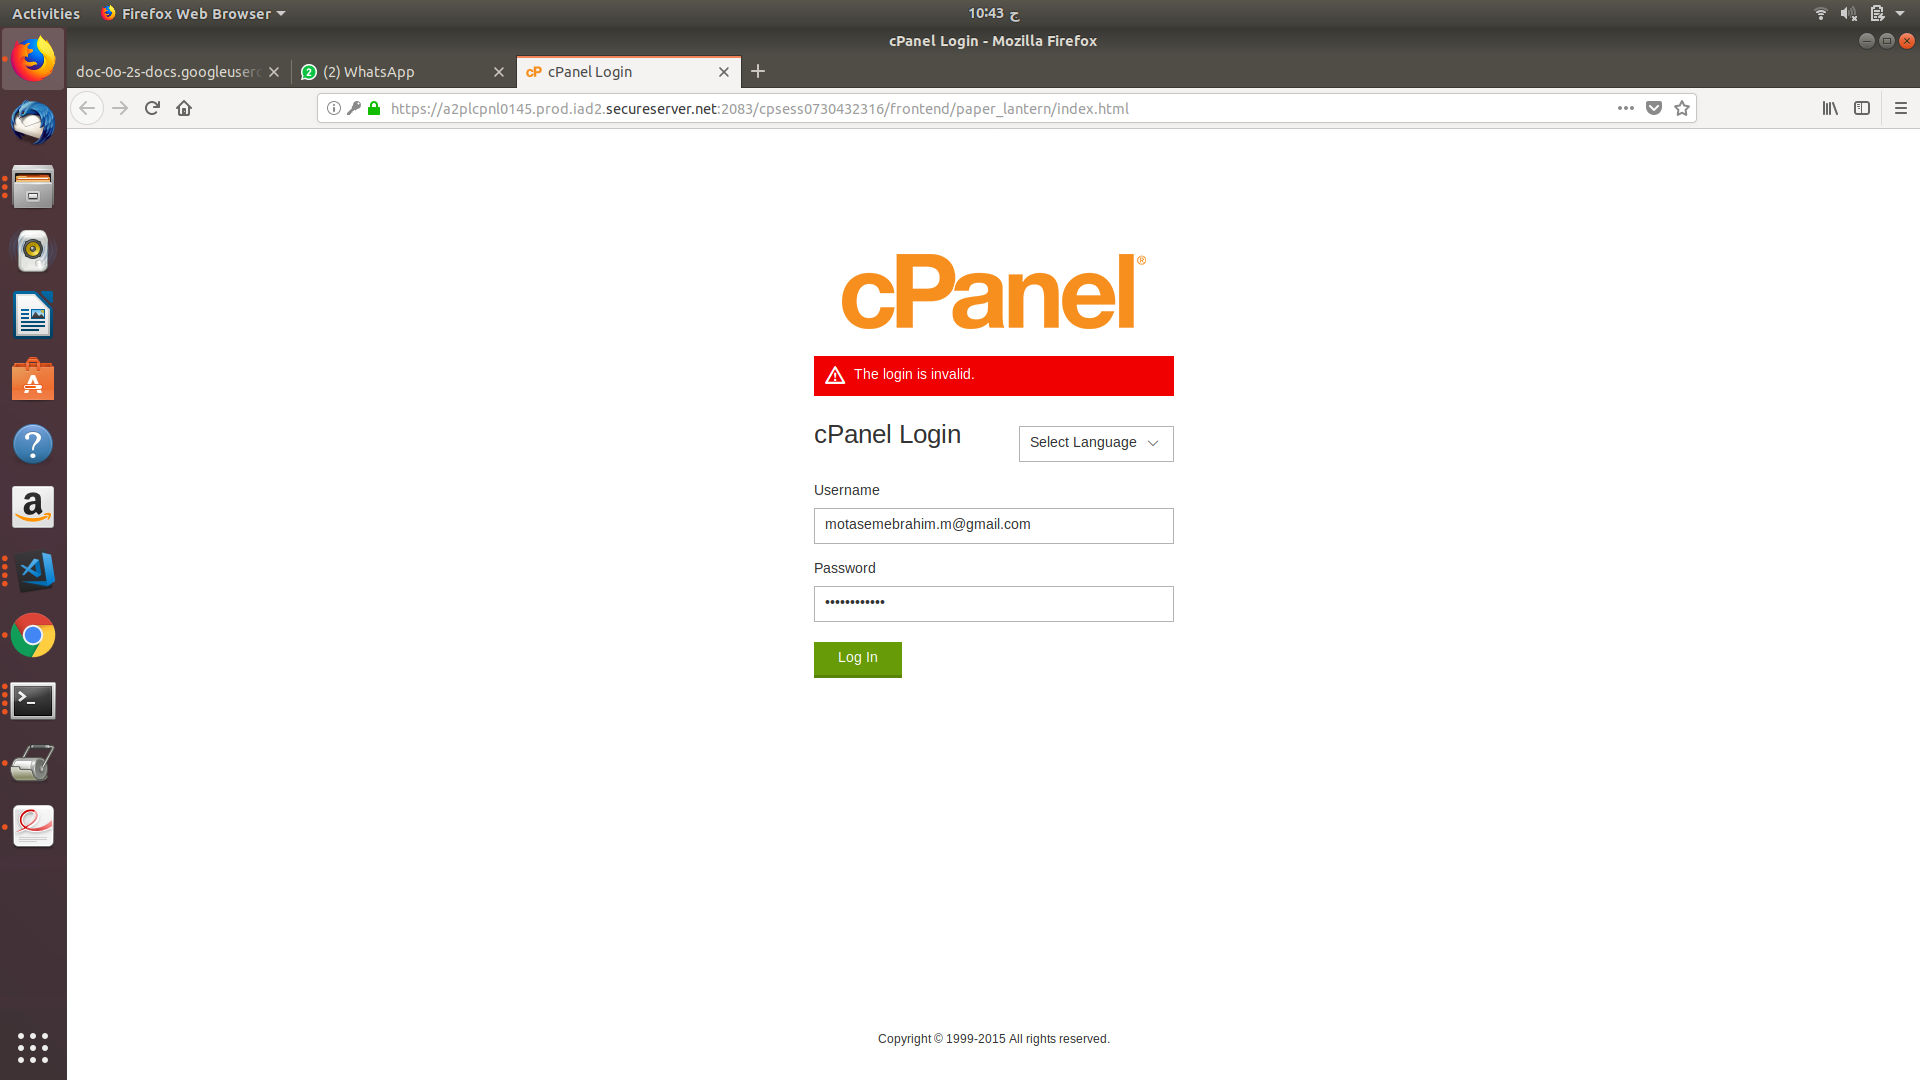 Activities
Firefox Web Browser
10:43 ح
cPanel Login - Mozilla Firefox
doc-0o-2s-docs.googleuserc
2 (2) WhatsApp
cP cPanel Login
https://a2plcpnl0145.prod.iad2.secureserver.net:2083/cpsess0730432316/frontend/paper_lantern/index.html
cPanel®
The login is invalid.
cPanel Login
Select Language
Username
motasemebrahim.m@gmail.com
Password
••••••••••••
Log In
Copyright © 1999-2015 All rights reserved.